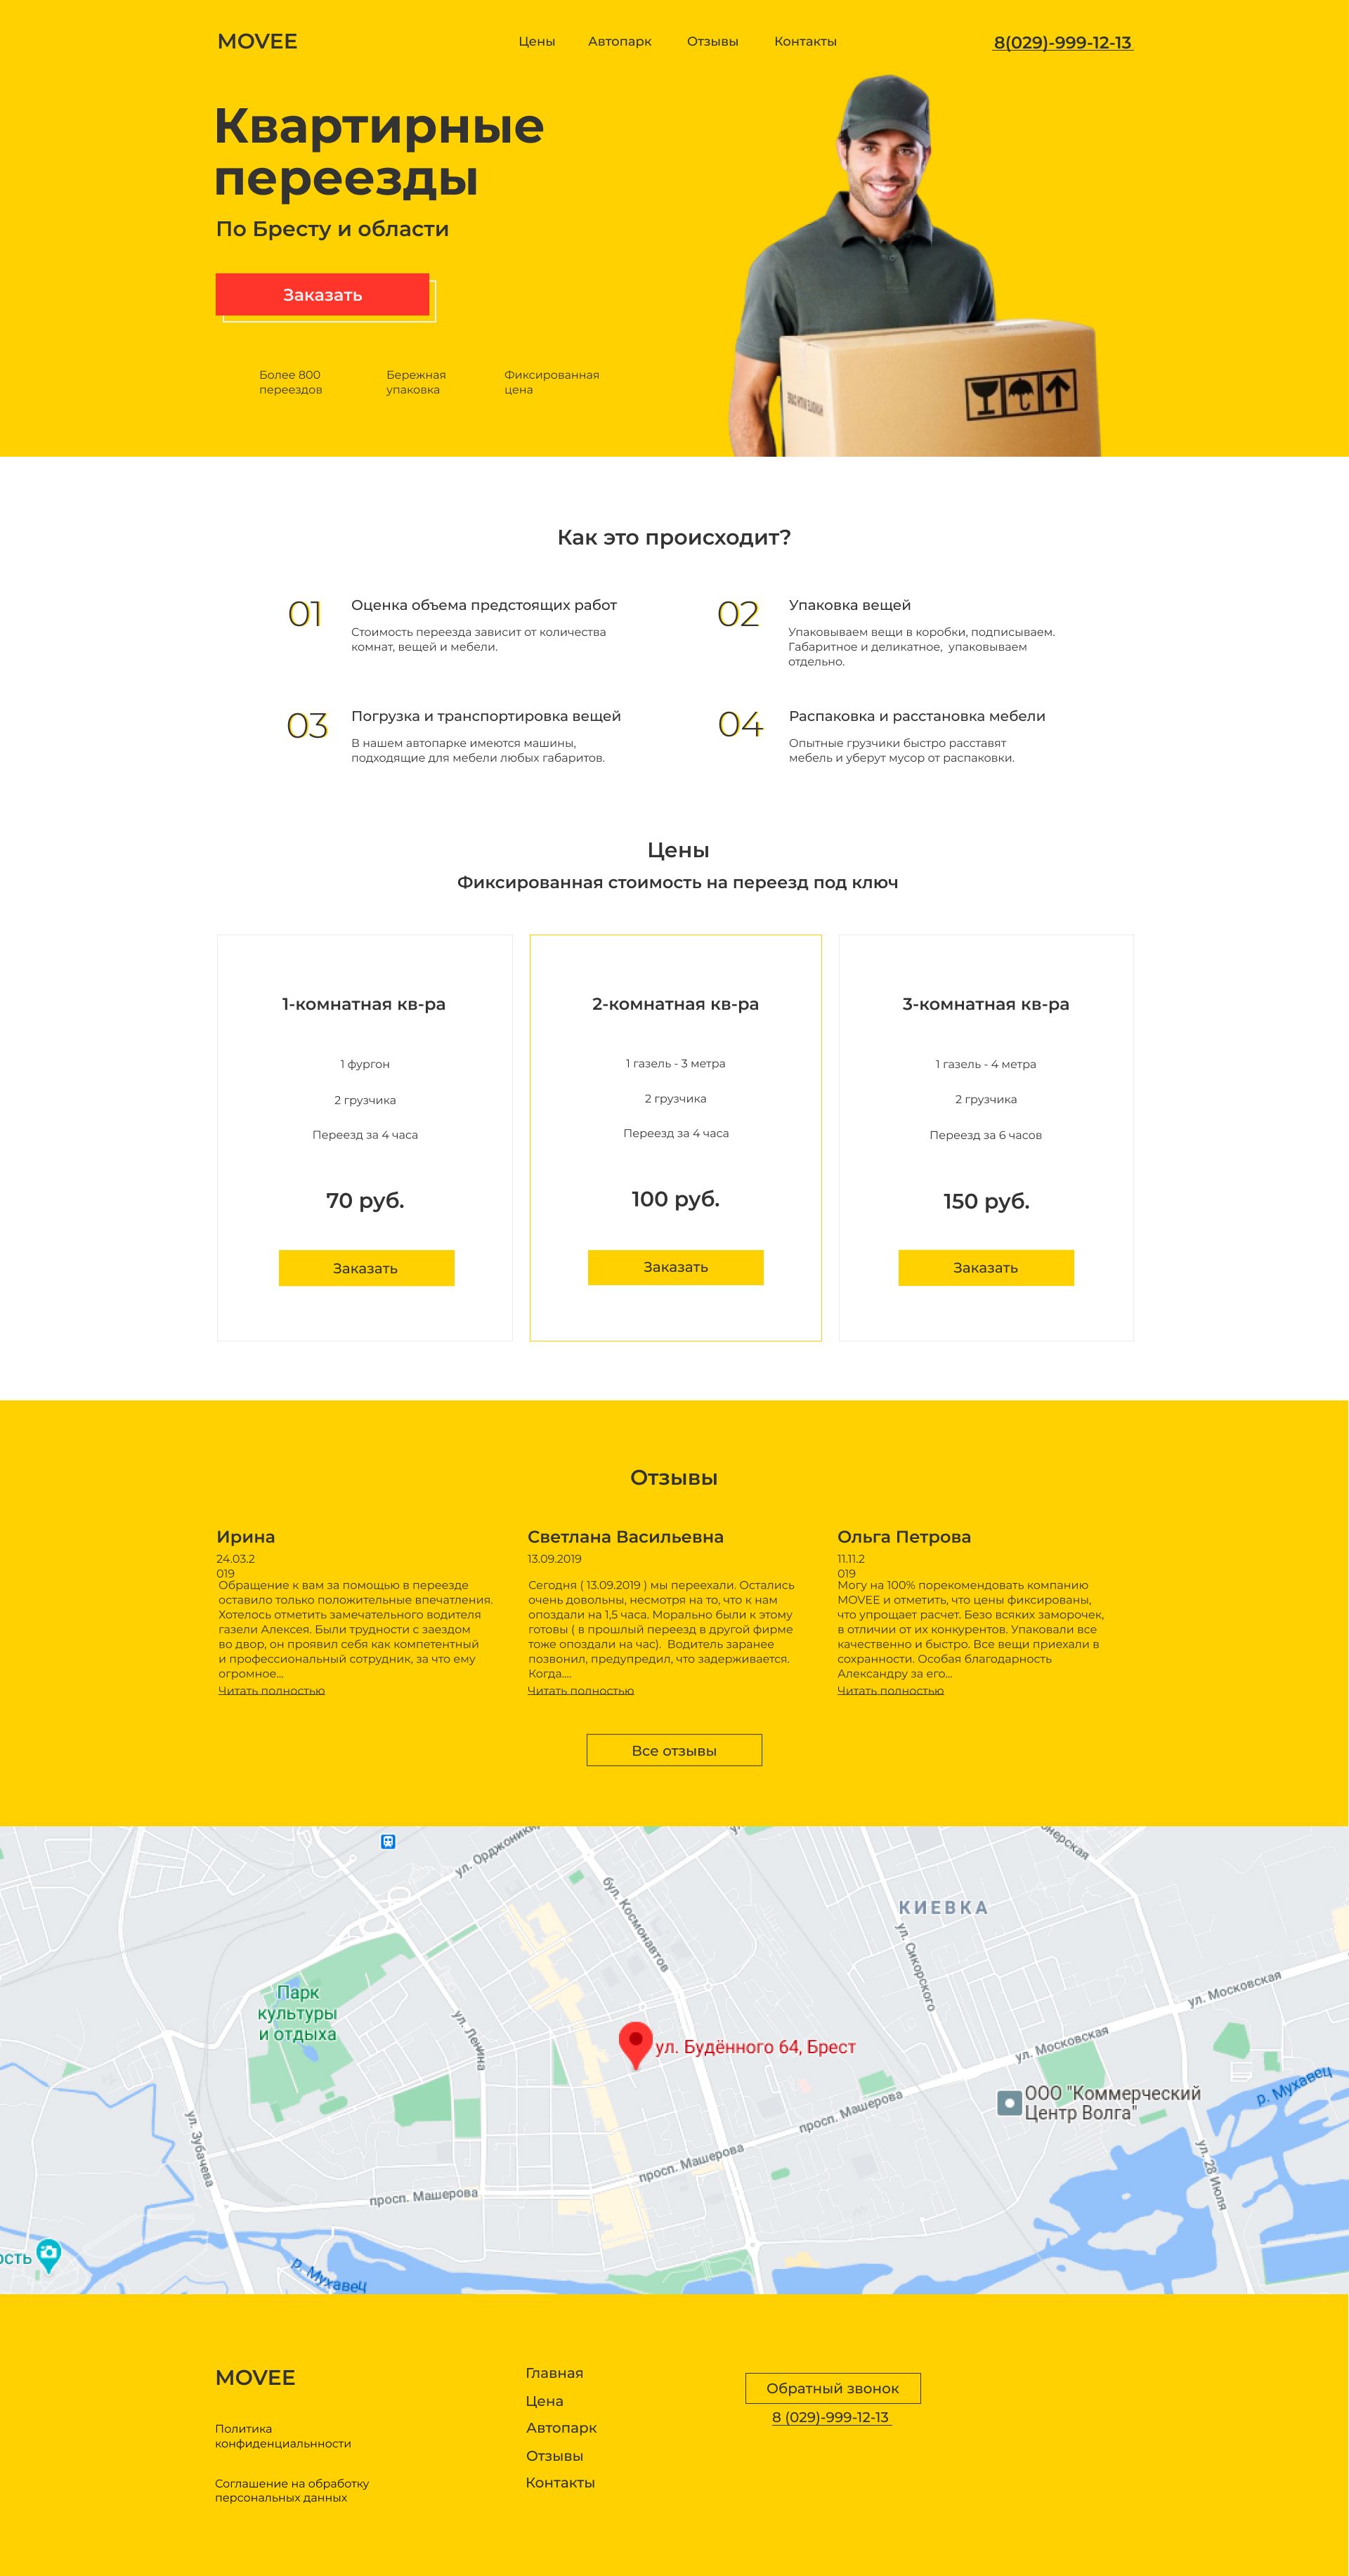 MOVEE
Цены
Автопарк
Отзывы
Контакты
8(029)-999-12-13
Квартирные
переезды
По Бресту и области
Заказать
Более 800
переездов
Бережная
упаковка
Фиксированная
цена
Как это происходит?
01
Оценка объема предстоящих работ
Стоимость переезда зависит от количества
комнат, вещей и мебели.
02
Упаковка вещей
Упаковываем вещи в коробки, подписываем.
Габаритное и деликатное, упаковываем
отдельно.
03
Погрузка и транспортировка вещей
В нашем автопарке имеются машины,
подходящие для мебели любых габаритов.
04
Распаковка и расстановка мебели
Опытные грузчики быстро расставят
мебель и уберут мусор от распаковки.
Цены
Фиксированная стоимость на переезд под ключ
1-комнатная кв-ра
1 фургон
2 грузчика
Переезд за 4 часа
70 руб.
Заказать
2-комнатная кв-ра
1 газель - 3 метра
2 грузчика
Переезд за 4 часа
100 руб.
Заказать
3-комнатная кв-ра
1 газель - 4 метра
2 грузчика
Переезд за 6 часов
150 руб.
Заказать
Отзывы
Ирина
24.03.2
019
Обращение к вам за помощью в переезде
оставило только положительные впечатления.
Хотелось отметить замечательного водителя
газели Алексея. Были трудности с заездом
во двор, он проявил себя как компетентный
и профессиональный сотрудник, за что ему
огромное...
Читать полностью
Светлана Васильевна
13.09.2019
Сегодня ( 13.09.2019 ) мы переехали. Остались
очень довольны, несмотря на то, что к нам
опоздали на 1,5 часа. Морально были к этому
готовы ( в прошлый переезд в другой фирме
тоже опоздали на час). Водитель заранее
позвонил, предупредил, что задерживается.
Когда....
Читать полностью
Ольга Петрова
11.11.2
019
Могу на 100% порекомендовать компанию
MOVEE и отметить, что цены фиксированы,
что упрощает расчет. Безо всяких заморочек,
в отличии от их конкурентов. Упаковали все
качественно и быстро. Все вещи приехали в
сохранности. Особая благодарность
Александру за его...
Читать полностью
Все отзывы
ул. Орджоники
бул. Космонавтов
КИЕВКА
ул. Сикорского
ул. Московская
Парк
культуры
и отдыха
ул. Ленина
ул. Будённого 64, Брест
ул. Московская
ООО "Коммерческий
Центр Волга"
р. Мухавец
ул. Зубачева
просп. Машерова
просп. Машерова
просп. Машерова
ул. 28 Июля
ость
р. Мухавец
MOVEE
Политика
конфиденциальнности
Соглашение на обработку
персональных данных
Главная
Цена
Автопарк
Отзывы
Контакты
Обратный звонок
8 (029)-999-12-13